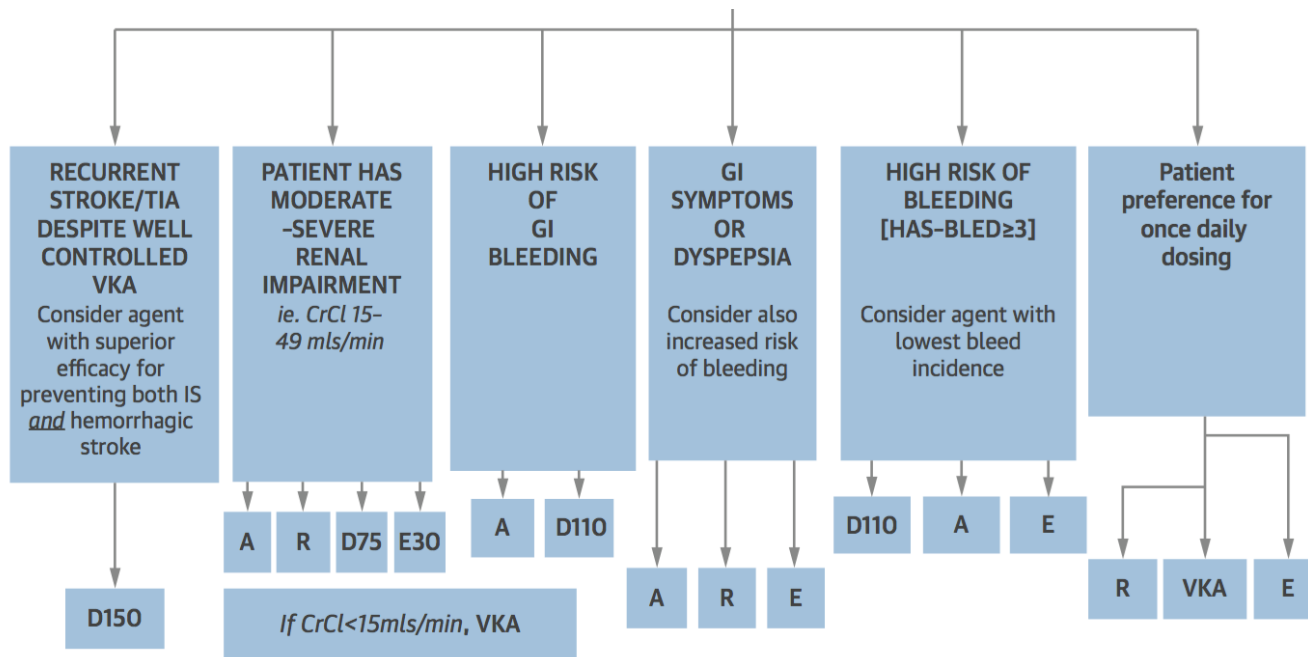 RECURRENT
STROKE/TIA
DESPITE WELL
CONTROLLED
VKA
Consider agent
with superior
efficacy for
preventing both IS
and hemorrhagic
stroke
D150
PATIENT HAS
MODERATE
–SEVERE
RENAL
IMPAIRMENT
ie. CrCl 15–
49 mls/min
A
R
D75
E30
If CrCl<15mls/min, VKA
HIGH RISK
OF
GI
BLEEDING
A
D110
GI
SYMPTOMS
OR
DYSPEPSIA
Consider also
increased risk
of bleeding
A
R
E
HIGH RISK OF
BLEEDING
[HAS–BLED≥3]
Consider agent with
lowest bleed
incidence
D110
A
E
Patient
preference for
once daily
dosing
R
VKA
E